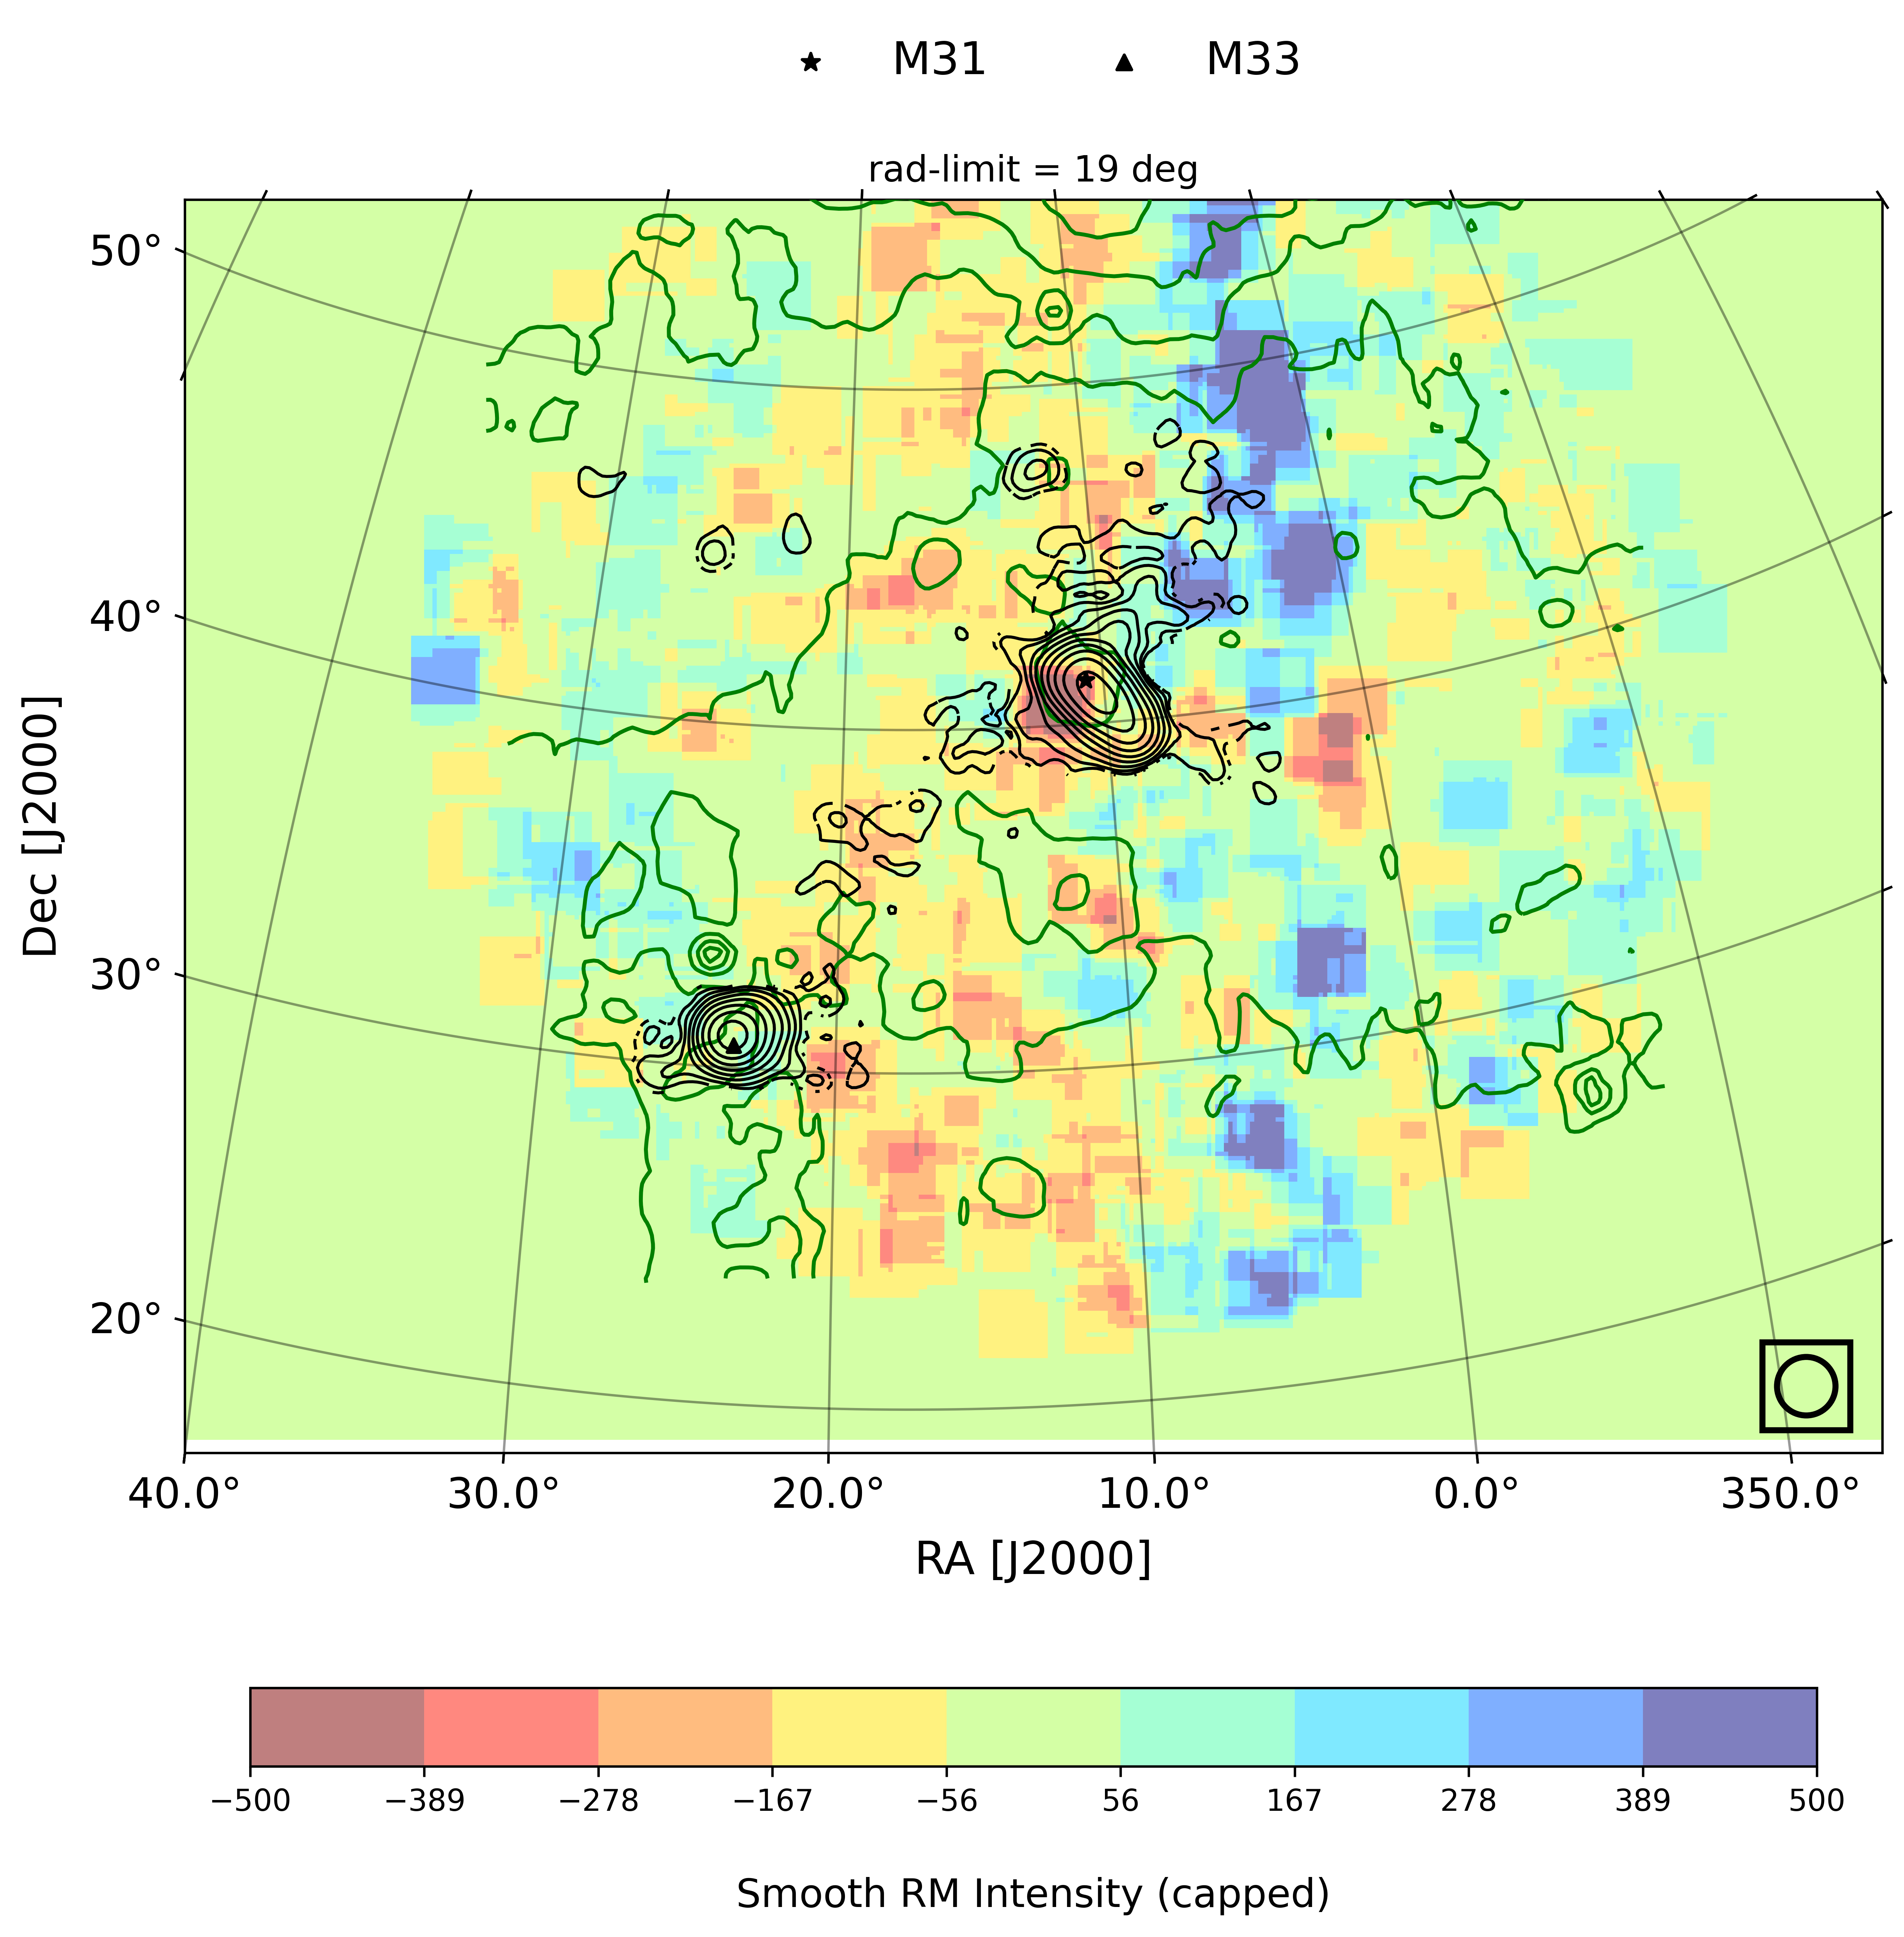 M31 M33
rad-limit = 19 deg
50°
40°
30°
20°
Dec [J2000]
40.0° 30.0° 20.0° 10.0° 0.0° 350.0°
RA [J2000]
−500 −389 −278 −167 −56 56 167 278 389 500
Smooth RM Intensity (capped)